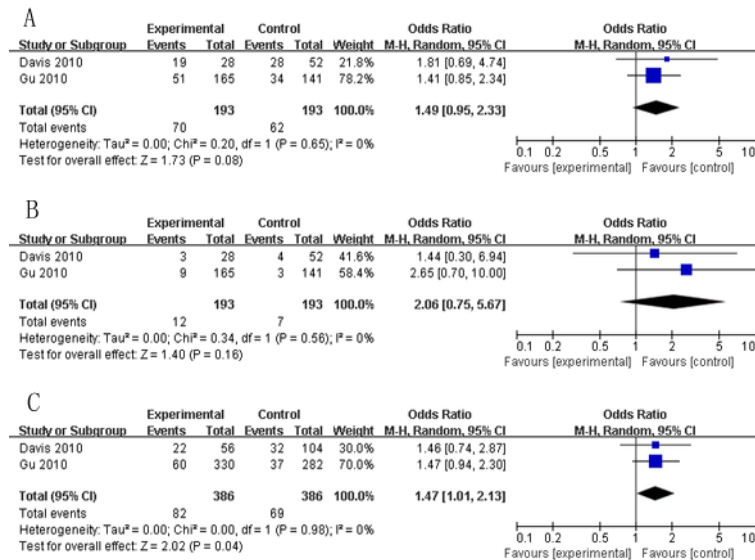 A
Experimental Control Odds Ratio Odds Ratio
Study or Subgroup Events Total Events Total Weight M-H, Random, 95% CI M-H, Random, 95% CI
Davis 2010 19 28 28 52 21.8% 1.81 [0.69, 4.74]
Gu 2010 51 165 34 141 78.2% 1.41 [0.85, 2.34]
Total (95% CI) 193 193 100.0% 1.49 [0.95, 2.33]
Total events 70 62
Heterogeneity: Tau² = 0.00; Chi² = 0.20, df = 1 (P = 0.65); I² = 0%
Test for overall effect: Z = 1.73 (P = 0.08)
0.1 0.2 0.5 1 2 5 10
Favours [experimental] Favours [control]
B
Experimental Control Odds Ratio Odds Ratio
Study or Subgroup Events Total Events Total Weight M-H, Random, 95% CI M-H, Random, 95% CI
Davis 2010 3 28 4 52 41.6% 1.44 [0.30, 6.94]
Gu 2010 9 165 3 141 58.4% 2.65 [0.70, 10.00]
Total (95% CI) 193 193 100.0% 2.06 [0.75, 5.67]
Total events 12 7
Heterogeneity: Tau² = 0.00; Chi² = 0.34, df = 1 (P = 0.56); I² = 0%
Test for overall effect: Z = 1.40 (P = 0.16)
0.1 0.2 0.5 1 2 5 10
Favours [experimental] Favours [control]
C
Experimental Control Odds Ratio Odds Ratio
Study or Subgroup Events Total Events Total Weight M-H, Random, 95% CI M-H, Random, 95% CI
Davis 2010 22 56 32 104 30.0% 1.46 [0.74, 2.87]
Gu 2010 60 330 37 282 70.0% 1.47 [0.94, 2.30]
Total (95% CI) 386 386 100.0% 1.47 [1.01, 2.13]
Total events 82 69
Heterogeneity: Tau² = 0.00; Chi² = 0.00, df = 1 (P = 0.98); I² = 0%
Test for overall effect: Z = 2.02 (P = 0.04)
0.1 0.2 0.5 1 2 5 10
Favours [experimental] Favours [control]